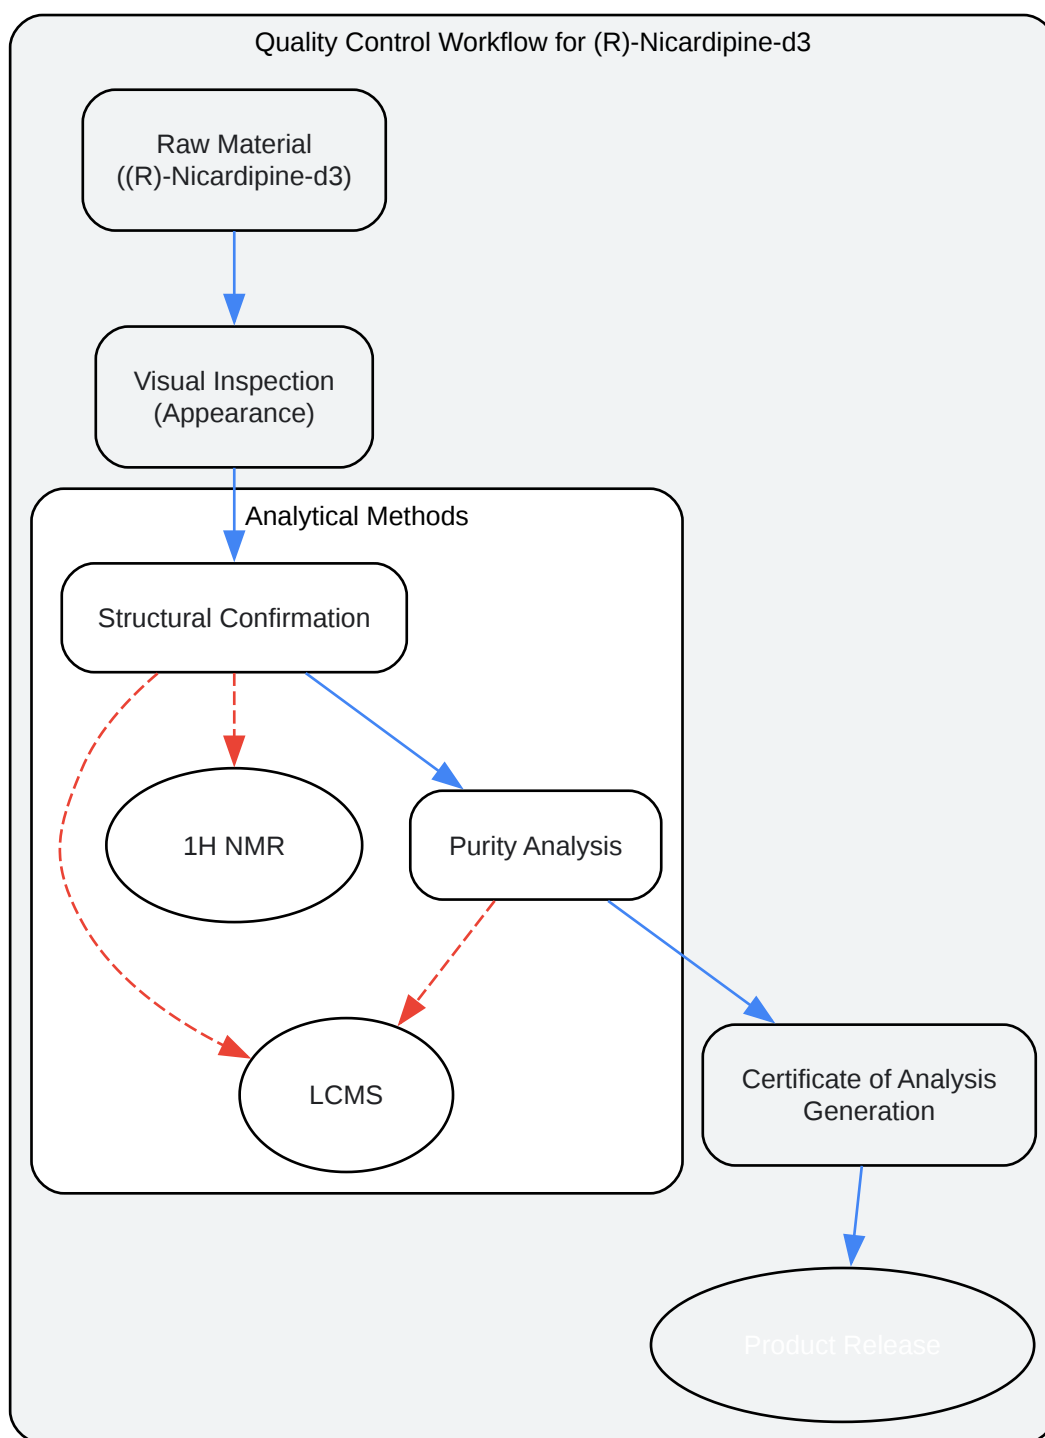 Quality Control Workflow for (R)-Nicardipine-d3
Raw Material
((R)-Nicardipine-d3)
Visual Inspection
(Appearance)
Analytical Methods
Structural Confirmation
1H NMR
Purity Analysis
LCMS
Certificate of Analysis
Generation
Product Release